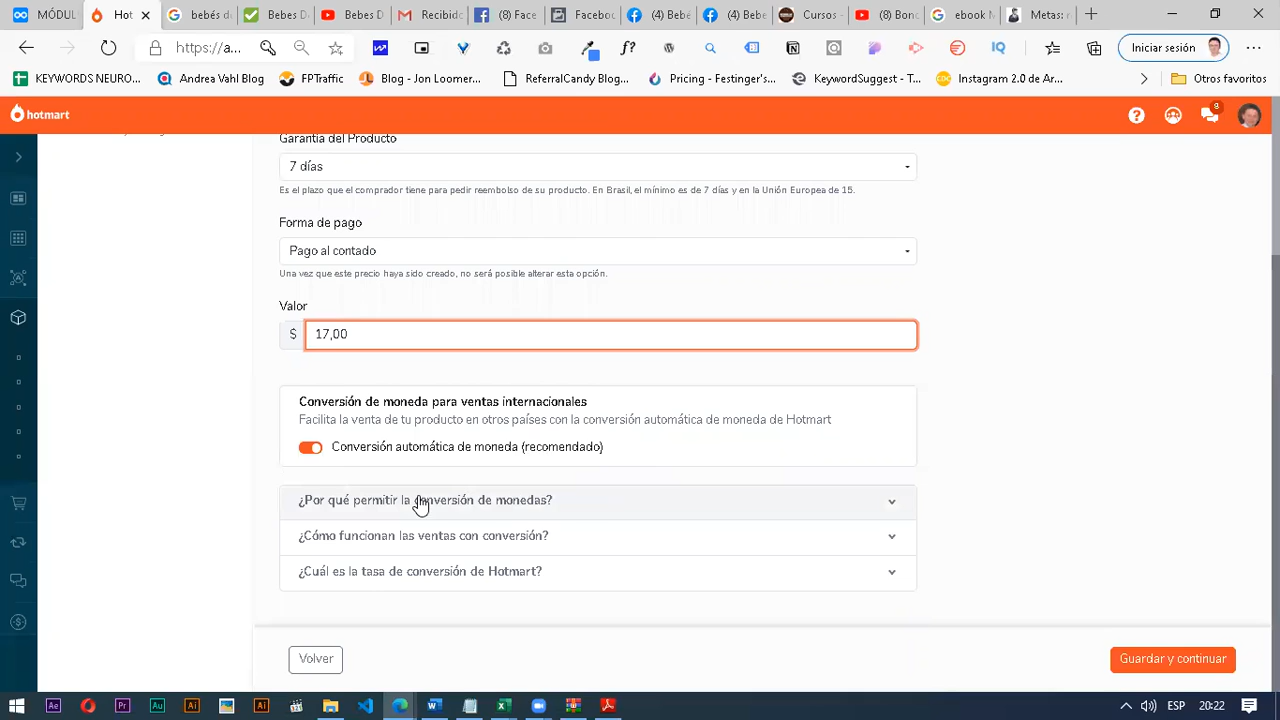 MÓDUL
Hot
bebés d
Bebes D
Recibid
(8) Face
Facebo
(4) Bebé
(4) Beb
Cursos -
(8) Bonc
ebook M
Metas:
https://a...
Iniciar sesión
KEYWORDS NEURO...
Andrea Vahl Blog
FPTraffic
Blog - Jon Loomer...
ReferralCandy Blog...
Pricing - Festinger's...
KeywordSuggest - T...
Instagram 2.0 de Ar...
Otros favoritos
hotmart
8
Garantía del Producto
7 días
Es el plazo que el comprador tiene para pedir reembolso de su producto. En Brasil, el mínimo es de 7 días y en la Unión Europea de 15.
Forma de pago
Pago al contado
Una vez que este precio haya sido creado, no será posible alterar esta opción.
Valor
$ 17,00
Conversión de moneda para ventas internacionales
Facilita la venta de tu producto en otros países con la conversión automática de moneda de Hotmart
Conversión automática de moneda (recomendado)
¿Por qué permitir la conversión de monedas?
¿Cómo funcionan las ventas con conversión?
¿Cuál es la tasa de conversión de Hotmart?
Volver
Guardar y continuar
ESP
20:22